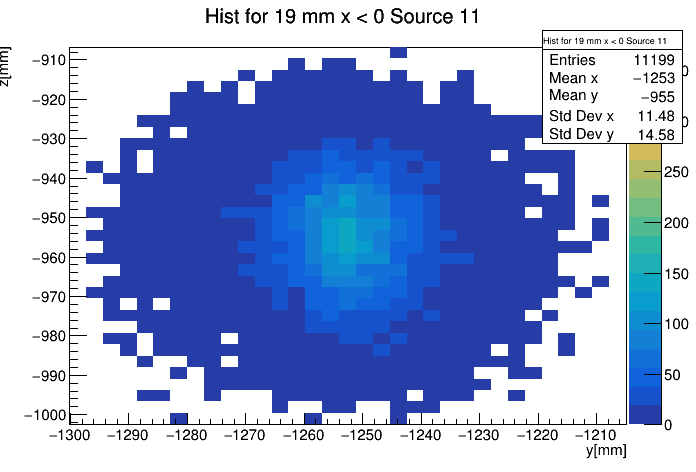 Hist for 19 mm x < 0 Source 11
z[mm]
Hist for 19 mm x < 0 Source 11
Entries 11199
Mean x −1253
Mean y −955
Std Dev x 11.48
Std Dev y 14.58
−910
−920
−930
−940
−950
−960
−970
−980
−990
−1000
0
0
250
200
150
100
50
0
−1300 −1290 −1280 −1270 −1260 −1250 −1240 −1230 −1220 −1210
y[mm]